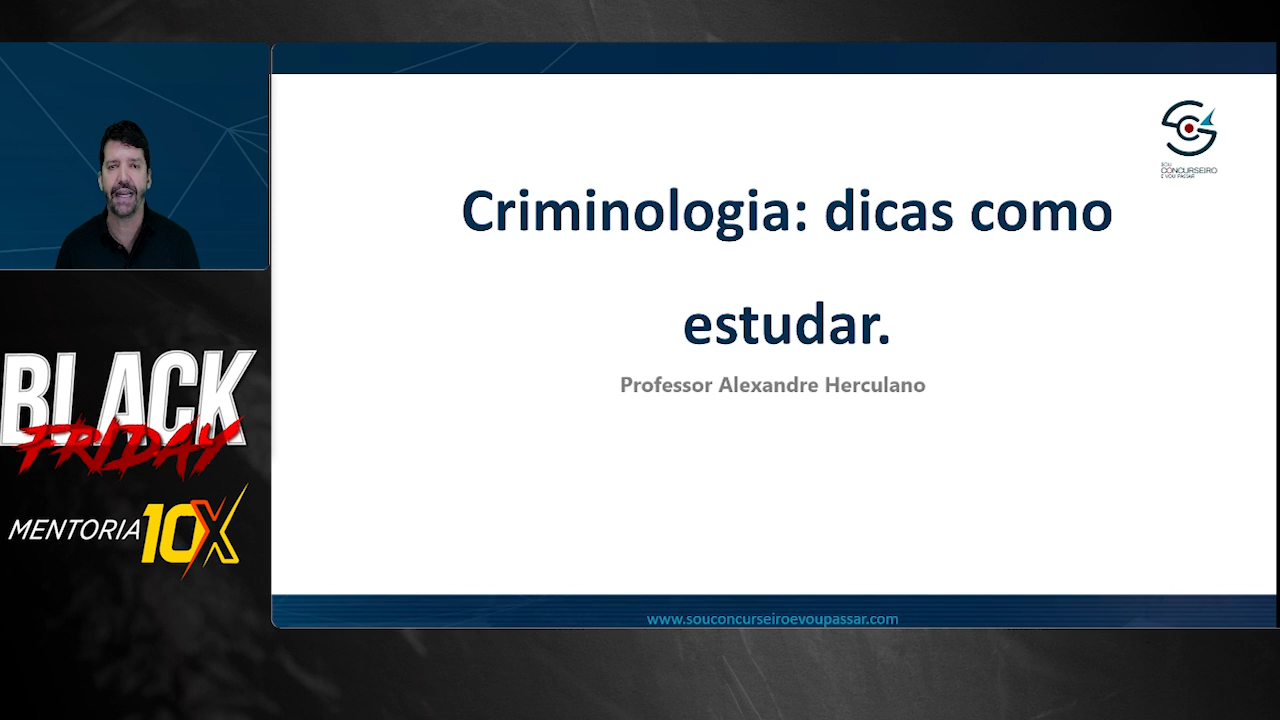 SOU
CONCURSEIRO
E VOU PASSAR
Criminologia: dicas como
estudar.
Professor Alexandre Herculano
BLACK
FRIDAY
MENTORIA 10X
www.souconcurseiroevoupassar.com